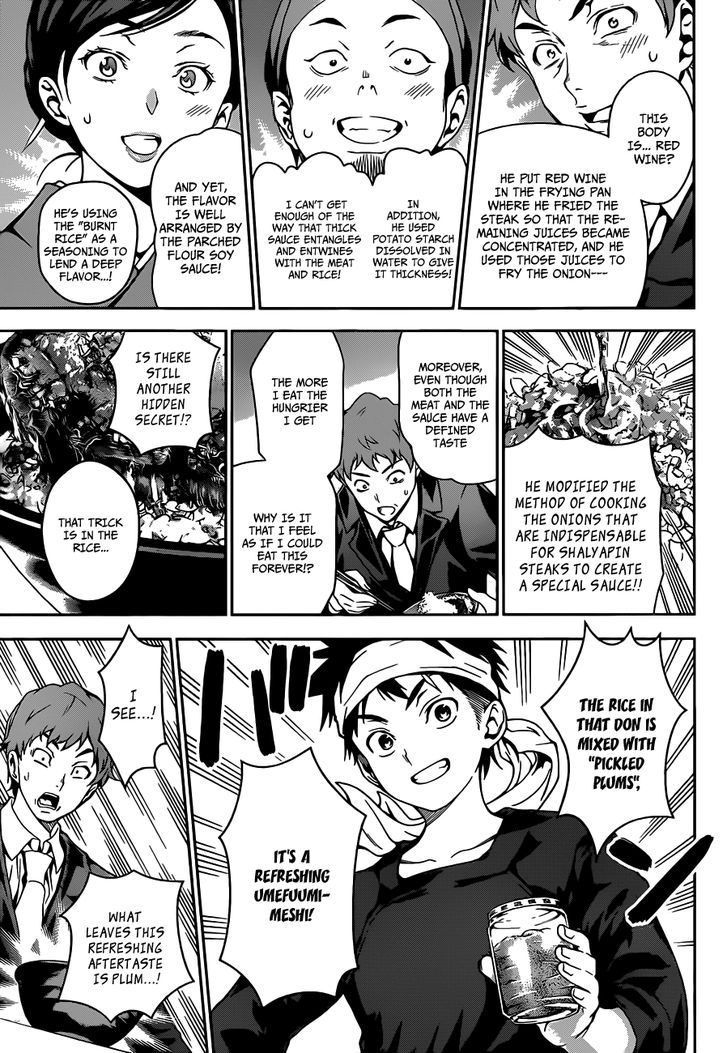 THIS
BODY
IS... RED
WINE?
HE PUT RED WINE
IN THE FRYING PAN
WHERE HE FRIED THE
STEAK SO THAT THE RE-
MAINING JUICES BECAME
CONCENTRATED, AND HE
USED THOSE JUICES TO
FRY THE ONION---
IN
ADDITION,
HE USED
POTATO STARCH
DISSOLVED IN
WATER TO GIVE
IT THICKNESS!
I CAN'T GET
ENOUGH OF THE
WAY THAT THICK
SAUCE ENTANGLES
AND ENTWINES
WITH THE MEAT
AND RICE!
AND YET,
THE FLAVOR
IS WELL
ARRANGED BY
THE PARCHED
FLOUR SOY
SAUCE!
HE'S USING
THE "BURNT
RICE" AS A
SEASONING TO
LEND A DEEP
FLAVOR...!
HE MODIFIED THE
METHOD OF COOKING
THE ONIONS THAT
ARE INDISPENSABLE
FOR SHALYAPIN
STEAKS TO CREATE
A SPECIAL SAUCE!!
MOREOVER,
EVEN THOUGH
BOTH THE
MEAT AND THE
SAUCE HAVE A
DEFINED
TASTE
THE MORE
I EAT THE
HUNGRIER
I GET
WHY IS IT
THAT I FEEL
AS IF I COULD
EAT THIS
FOREVER!?
IS THERE
STILL
ANOTHER
HIDDEN
SECRET!?
THAT TRICK
IS IN THE
RICE...
THE RICE IN
THAT DON IS
MIXED WITH
"PICKLED
PLUMS",
IT'S A
REFRESHING
UMEFUUMI-
MESHI!
I
SEE...!
WHAT
LEAVES THIS
REFRESHING
AFTERTASTE
IS PLUM...!